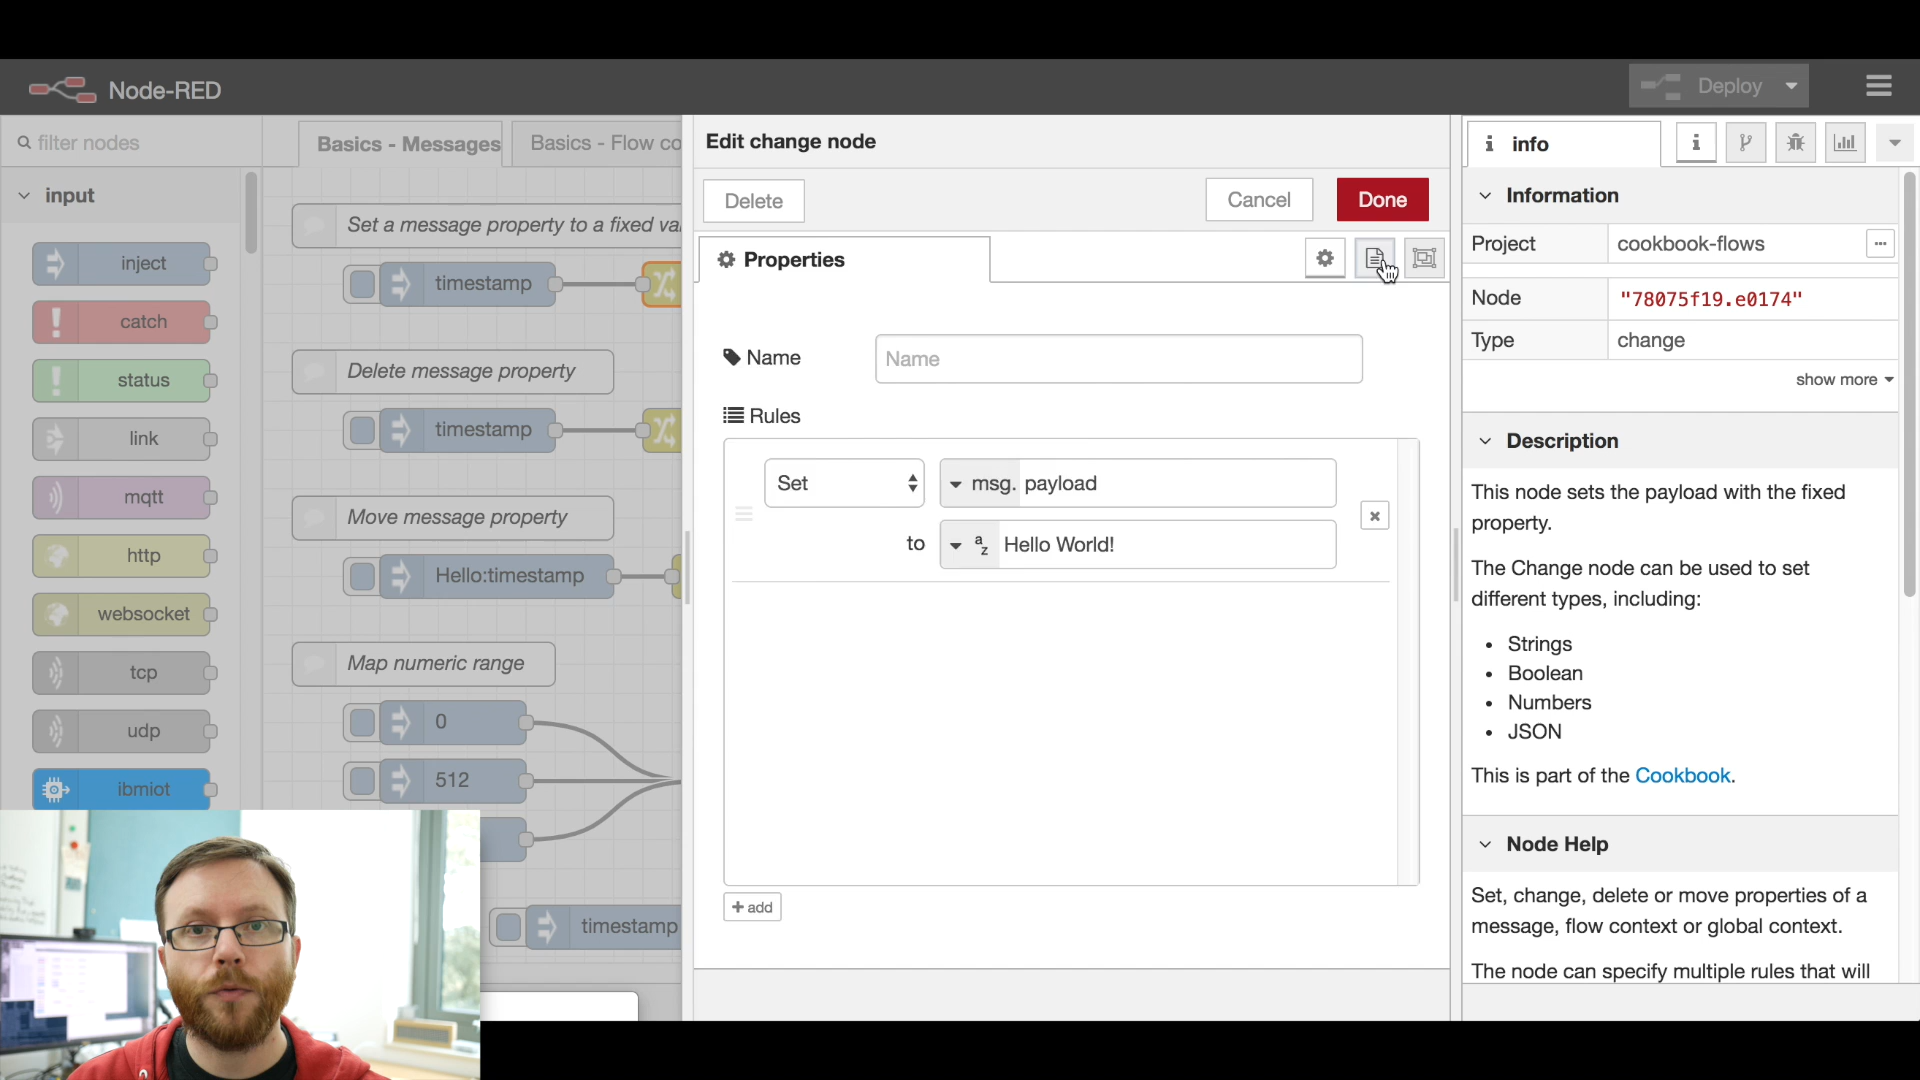 Node-RED
Deploy
filter nodes
Basics - Messages
Basics - Flow co
input
inject
catch
status
link
mqtt
http
websocket
tcp
udp
ibmiot
Set a message property to a fixed va
timestamp
Delete message property
timestamp
Move message property
Hello:timestamp
Map numeric range
0
512
timestamp
Edit change node
Delete
Cancel
Done
Properties
Name
Name
Rules
Set
msg. payload
to
a
z
Hello World!
x
+ add
i info
i
Information
Project
cookbook-flows
...
Node
"78075f19.e0174"
Type
change
show more
Description
This node sets the payload with the fixed
property.
The Change node can be used to set
different types, including:
• Strings
• Boolean
• Numbers
• JSON
This is part of the Cookbook.
Node Help
Set, change, delete or move properties of a
message, flow context or global context.
The node can specify multiple rules that will